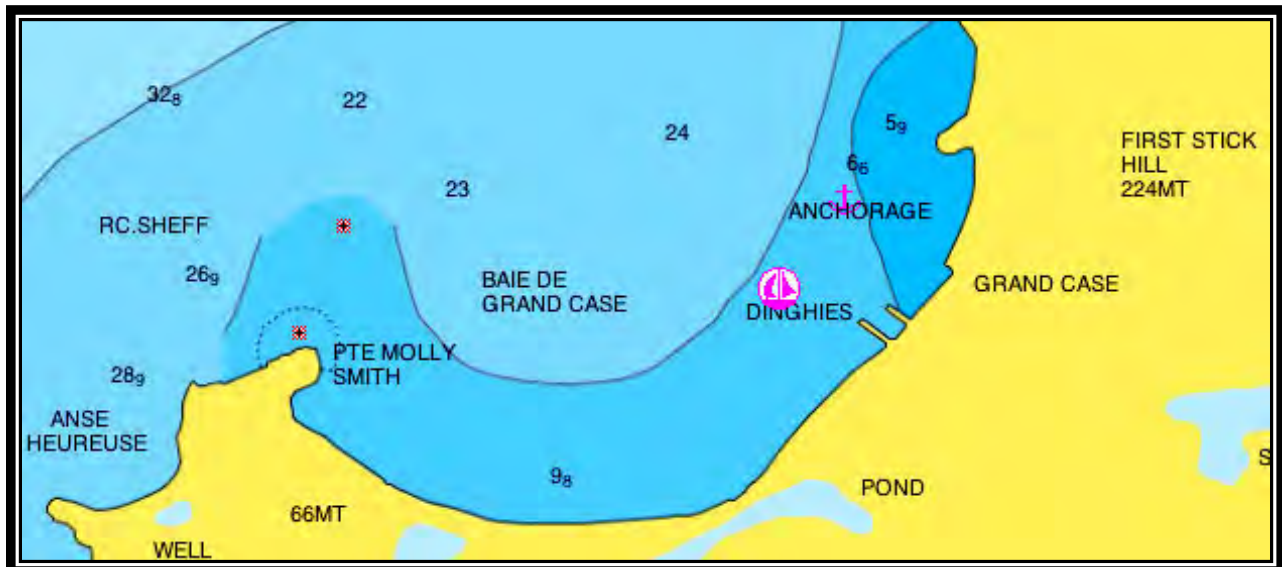 32₈
22
24
5₉
6₆
FIRST STICK
HILL
224MT
23
RC.SHEFF
ANCHORAGE
26₉
BAIE DE
GRAND CASE
GRAND CASE
DINGHIES
PTE MOLLY
SMITH
28₉
ANSE
HEUREUSE
9₈
S
POND
66MT
WELL